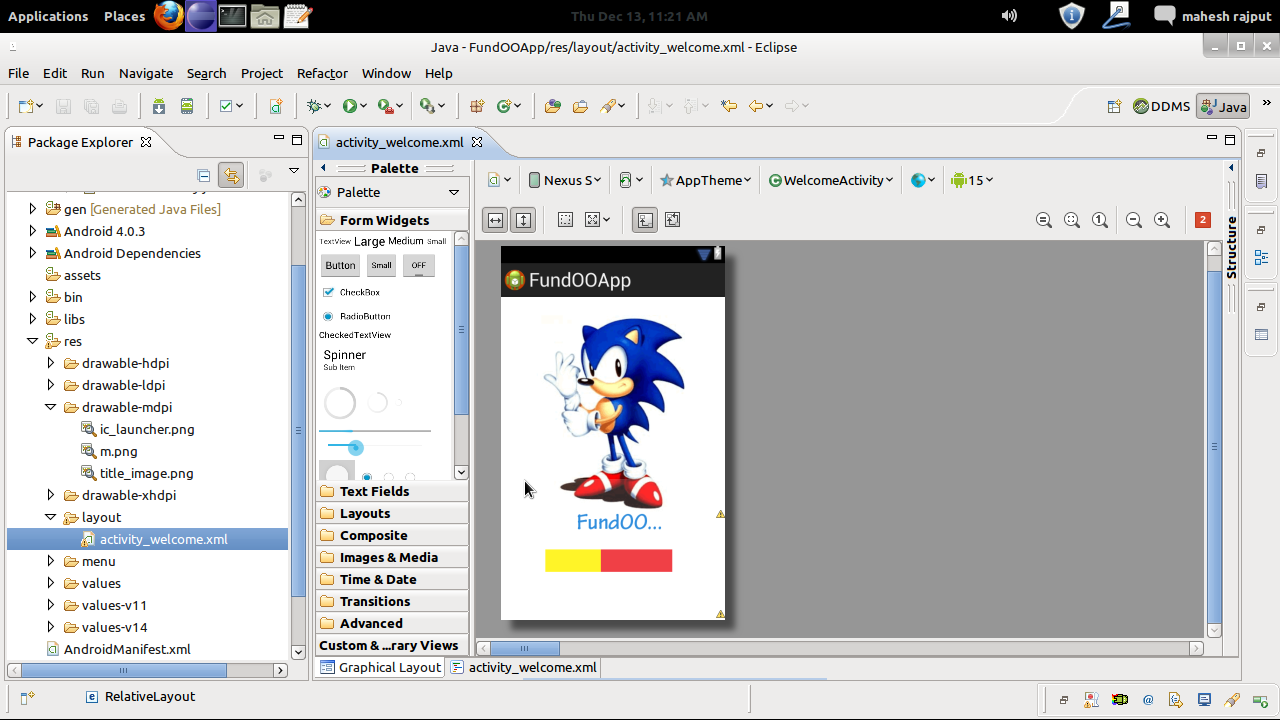 Applications Places Thu Dec 13, 11:21 AM mahesh rajput
Java - FundOOApp/res/layout/activity_welcome.xml - Eclipse
File Edit Run Navigate Search Project Refactor Window Help
DDMS Java
Package Explorer
gen [Generated Java Files]
Android 4.0.3
Android Dependencies
assets
bin
libs
res
drawable-hdpi
drawable-ldpi
drawable-mdpi
ic_launcher.png
m.png
title_image.png
drawable-xhdpi
layout
activity_welcome.xml
menu
values
values-v11
values-v14
AndroidManifest.xml
activity_welcome.xml
Palette
Palette
Form Widgets
TextView Large Medium Small
Button Small OFF
CheckBox
RadioButton
CheckedTextView
Spinner
Sub Item
Text Fields
Layouts
Composite
Images & Media
Time & Date
Transitions
Advanced
Custom & ...rary Views
Nexus S AppTheme WelcomeActivity 15
1 2
FundOOApp
FundOO...
Structure
Graphical Layout activity_welcome.xml
RelativeLayout